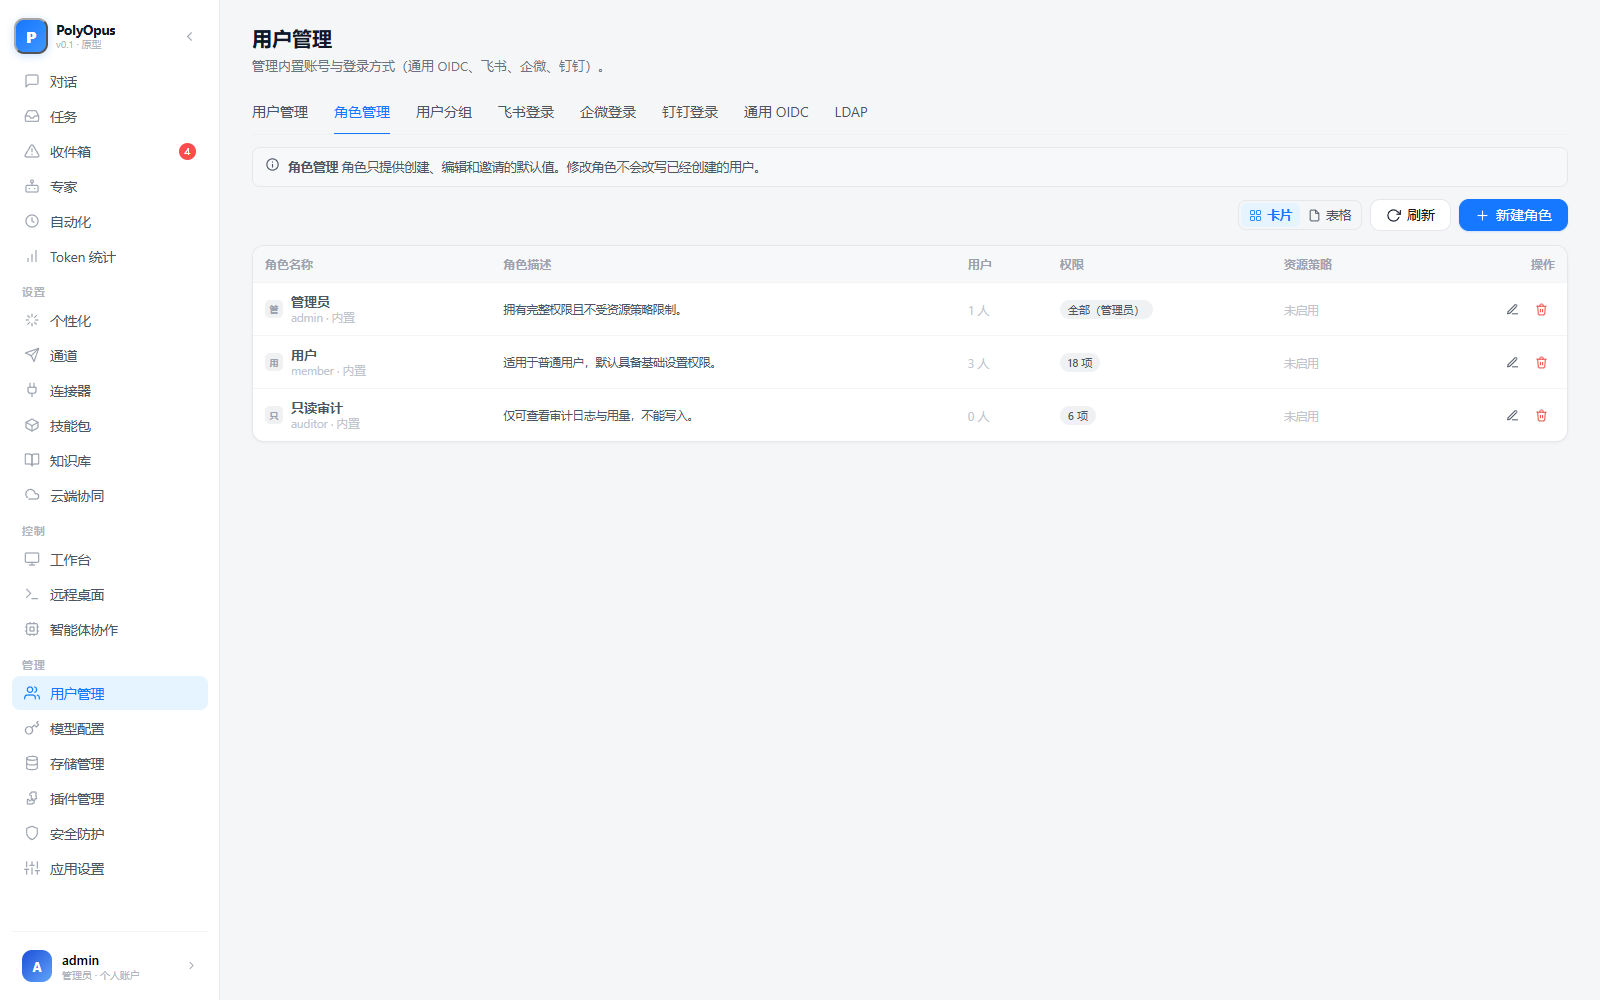 P
PolyOpus
v0.1 · 原型
对话
任务
收件箱
4
专家
自动化
Token 统计
设置
个性化
通道
连接器
技能包
知识库
云端协同
控制
工作台
远程桌面
智能体协作
管理
用户管理
模型配置
存储管理
插件管理
安全防护
应用设置
A
admin
管理员 · 个人账户
用户管理
管理内置账号与登录方式（通用 OIDC、飞书、企微、钉钉）。
用户管理 角色管理 用户分组 飞书登录 企微登录 钉钉登录 通用 OIDC LDAP
角色管理 角色只提供创建、编辑和邀请的默认值。修改角色不会改写已经创建的用户。
卡片 表格 刷新 新建角色
角色名称 角色描述 用户 权限 资源策略 操作
管 管理员 拥有完整权限且不受资源策略限制。 1 人 全部（管理员） 未启用
admin · 内置
用 用户 适用于普通用户，默认具备基础设置权限。 3 人 18 项 未启用
member · 内置
只 只读审计 仅可查看审计日志与用量，不能写入。 0 人 6 项 未启用
auditor · 内置